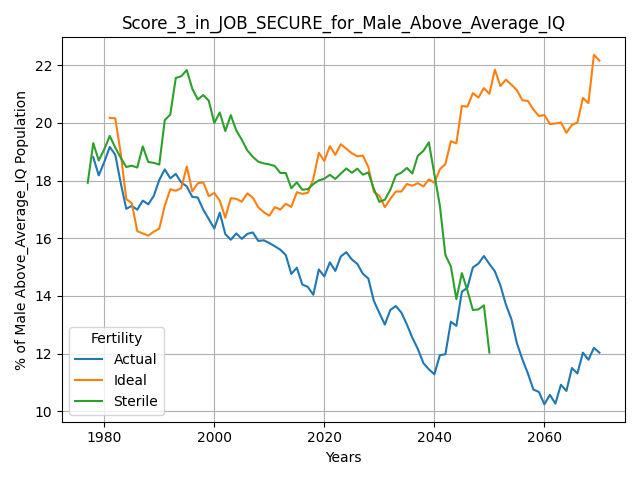 Score_3_in_JOB_SECURE_for_Male_Above_Average_IQ
% of Male Above_Average_IQ Population
22
20
18
16
14
12
10
Fertility
Actual
Ideal
Sterile
1980 2000 2020 2040 2060
Years